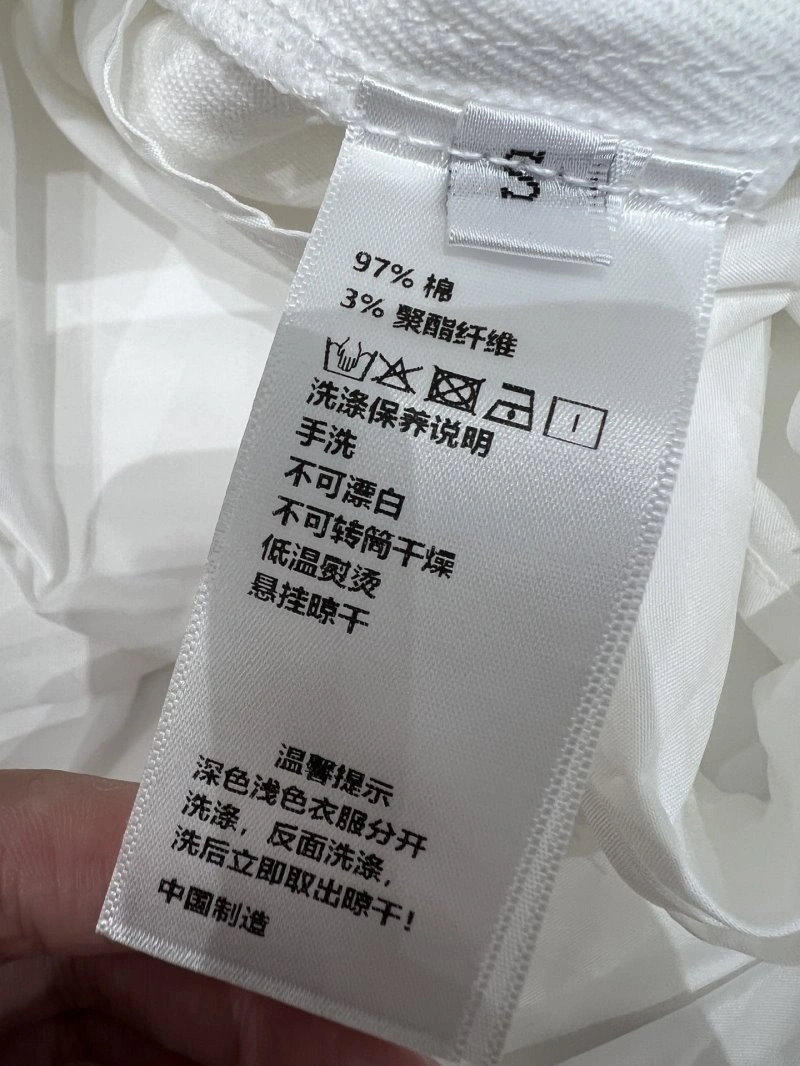 S
97% 棉
3% 聚酯纤维
洗涤保养说明
手洗
不可漂白
不可转筒干燥
低温熨烫
悬挂晾干
温馨提示
深色浅色衣服分开
洗涤，反面洗涤，
洗后立即取出晾干！
中国制造